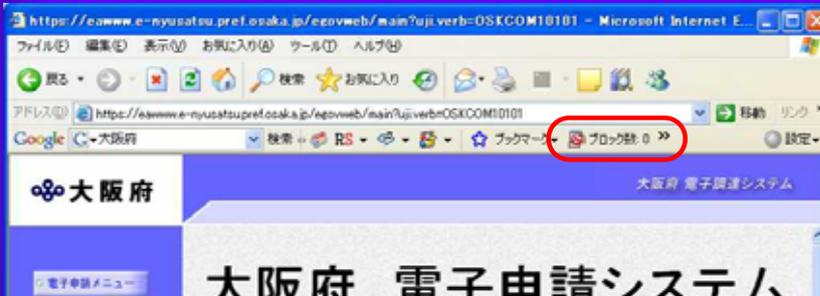 https://eawww.e-nyusatsu.pref.osaka.jp/egovweb/main?uji.verb=OSKCOM10101 - Microsoft Internet E...
ファイル(F) 編集(E) 表示(V) お気に入り(A) ツール(T) ヘルプ(H)
戻る 検索 お気に入り
アドレス(D) https://eawww.e-nyusatsu.pref.osaka.jp/egovweb/main?uji.verb=OSKCOM10101 移動 リンク »
Google G 大阪府 検索 RS ブックマーク ブロック数: 0 » 設定
大阪府 大阪府 電子調達システム
電子申請メニュー 大阪府 電子申請システム